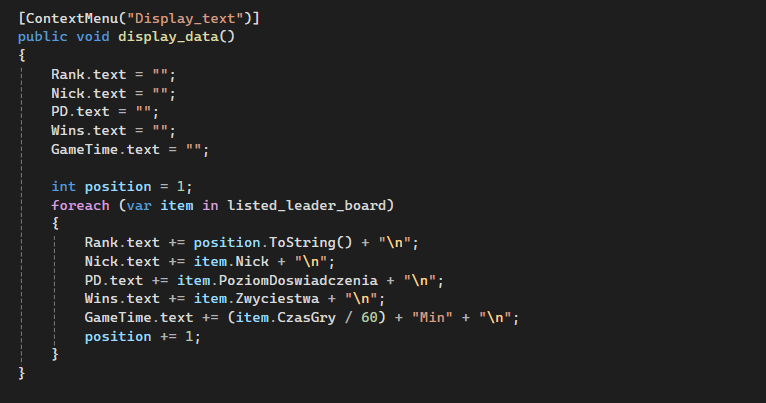 [ContextMenu("Display_text")]
public void display_data()
{
Rank.text = "";
Nick.text = "";
PD.text = "";
Wins.text = "";
GameTime.text = "";
int position = 1;
foreach (var item in listed_leader_board)
{
Rank.text += position.ToString() + "\n";
Nick.text += item.Nick + "\n";
PD.text += item.PoziomDoswiadczenia + "\n";
Wins.text += item.Zwyciestwa + "\n";
GameTime.text += (item.CzasGry / 60) + "Min" + "\n";
position += 1;
}
}